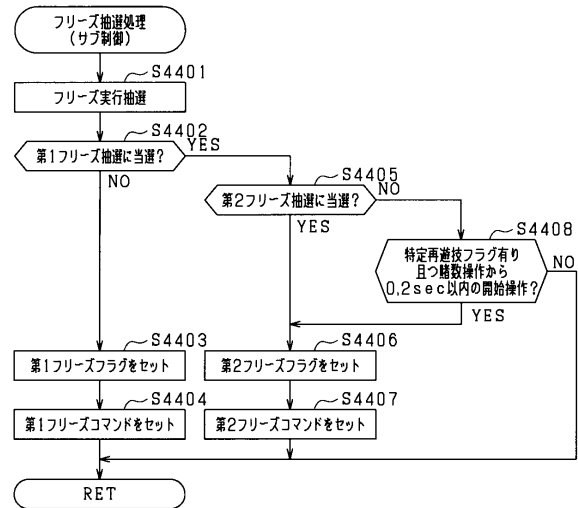 フリーズ抽選処理
(サブ制御)
S4401
フリーズ実行抽選
S4402
第1フリーズ抽選に当選?
YES
NO
S4405
第2フリーズ抽選に当選?
NO
YES
S4408
特定再遊技フラグ有り
且つ賭数操作から
0,2sec以内の開始操作?
NO
YES
S4403
第1フリーズフラグをセット
S4406
第2フリーズフラグをセット
S4404
第1フリーズコマンドをセット
S4407
第2フリーズコマンドをセット
RET